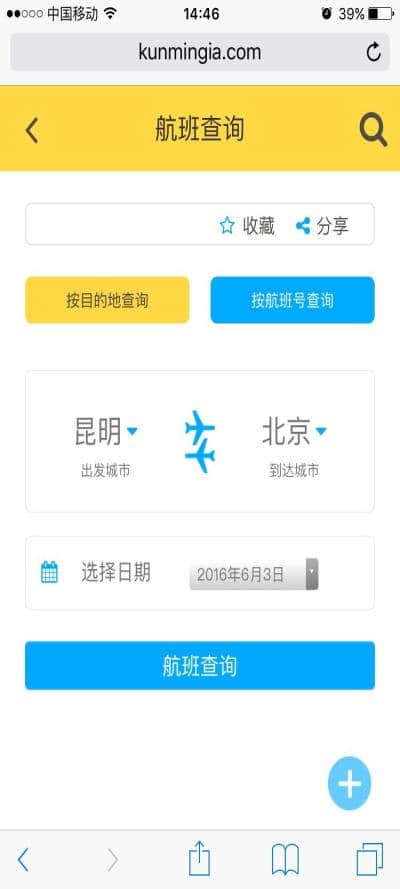 中国移动 14:46 39%
kunmingia.com
航班查询
收藏 分享
按目的地查询 按航班号查询
昆明 北京
出发城市 到达城市
选择日期 2016年6月3日
航班查询